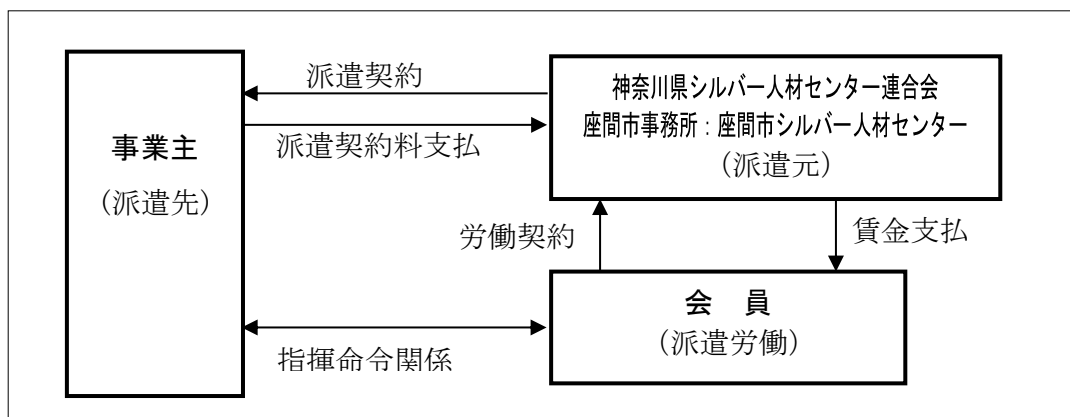 派遣契約
派遣契約料支払
事業主
(派遣先)
神奈川県シルバー人材センター連合会
座間市事務所：座間市シルバー人材センター
(派遣元)
労働契約
賃金支払
会　員
(派遣労働)
指揮命令関係